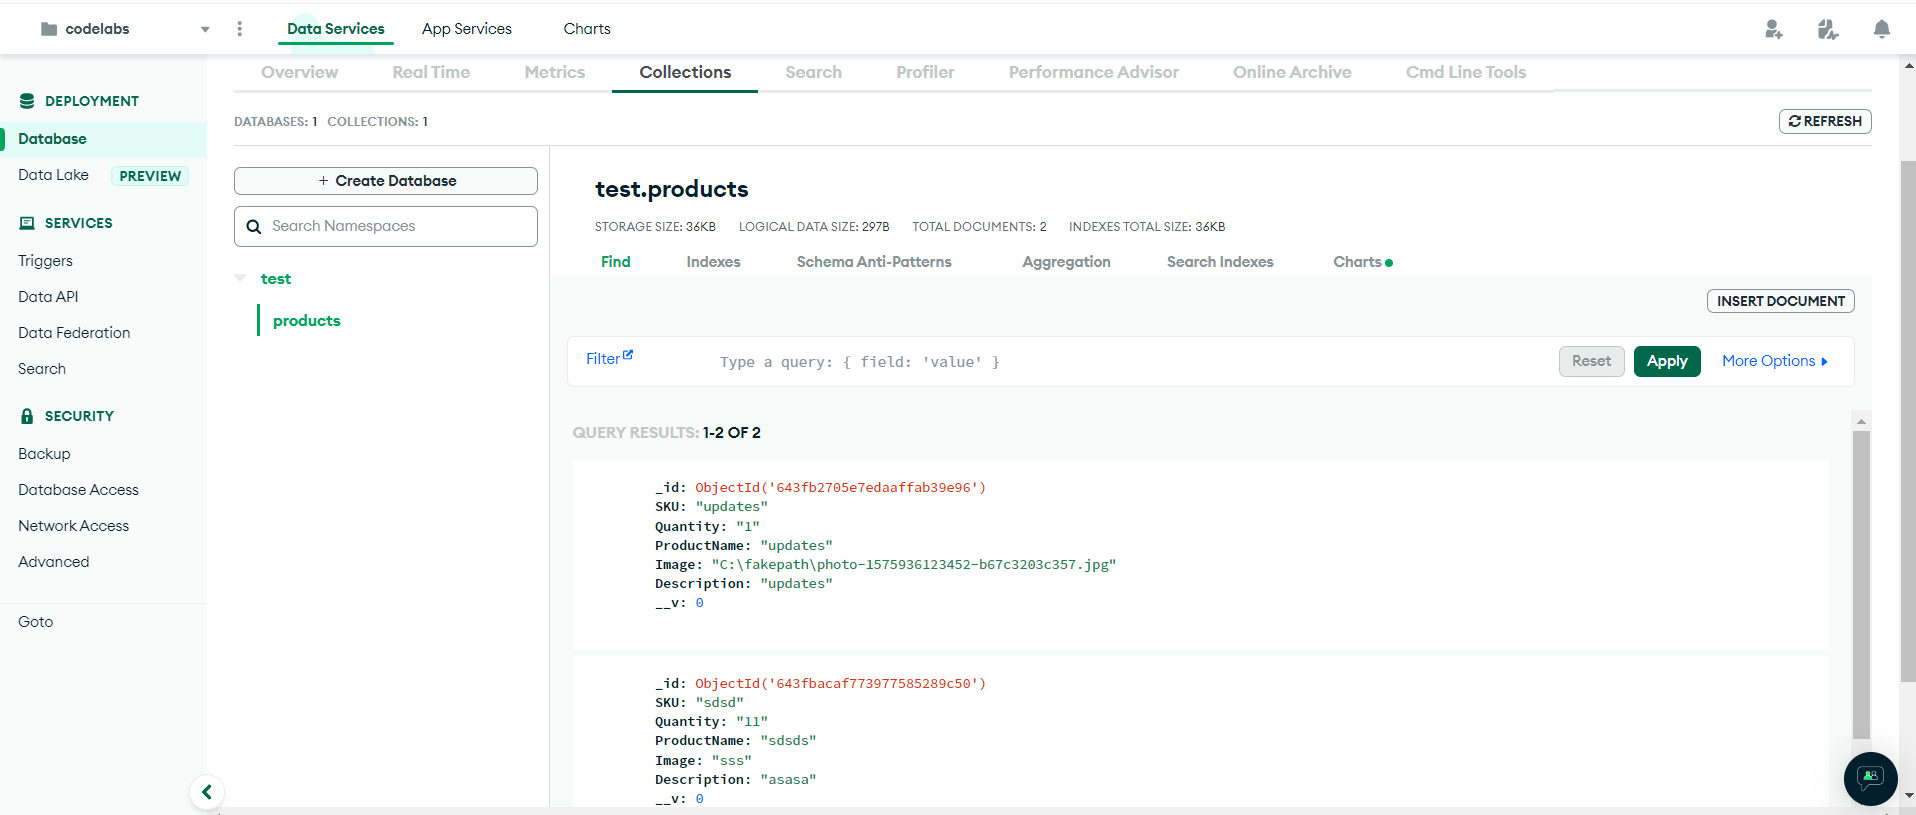 codelabs
Data Services
App Services
Charts
Overview
Real Time
Metrics
Collections
Search
Profiler
Performance Advisor
Online Archive
Cmd Line Tools
DEPLOYMENT
Database
Data Lake
PREVIEW
SERVICES
Triggers
Data API
Data Federation
Search
SECURITY
Backup
Database Access
Network Access
Advanced
Goto
DATABASES: 1 COLLECTIONS: 1
REFRESH
+ Create Database
Search Namespaces
test
products
test.products
STORAGE SIZE: 36KB LOGICAL DATA SIZE: 297B TOTAL DOCUMENTS: 2 INDEXES TOTAL SIZE: 36KB
Find
Indexes
Schema Anti-Patterns
Aggregation
Search Indexes
Charts
INSERT DOCUMENT
Filter
Type a query: { field: 'value' }
Reset
Apply
More Options
QUERY RESULTS: 1-2 OF 2
_id: ObjectId('643fb2705e7edaaffab39e96')
SKU: "updates"
Quantity: "1"
ProductName: "updates"
Image: "C:\fakepath\photo-1575936123452-b67c3203c357.jpg"
Description: "updates"
__v: 0
_id: ObjectId('643fbacaf773977585289c50')
SKU: "sdsd"
Quantity: "11"
ProductName: "sdsds"
Image: "sss"
Description: "asasa"
__v: 0